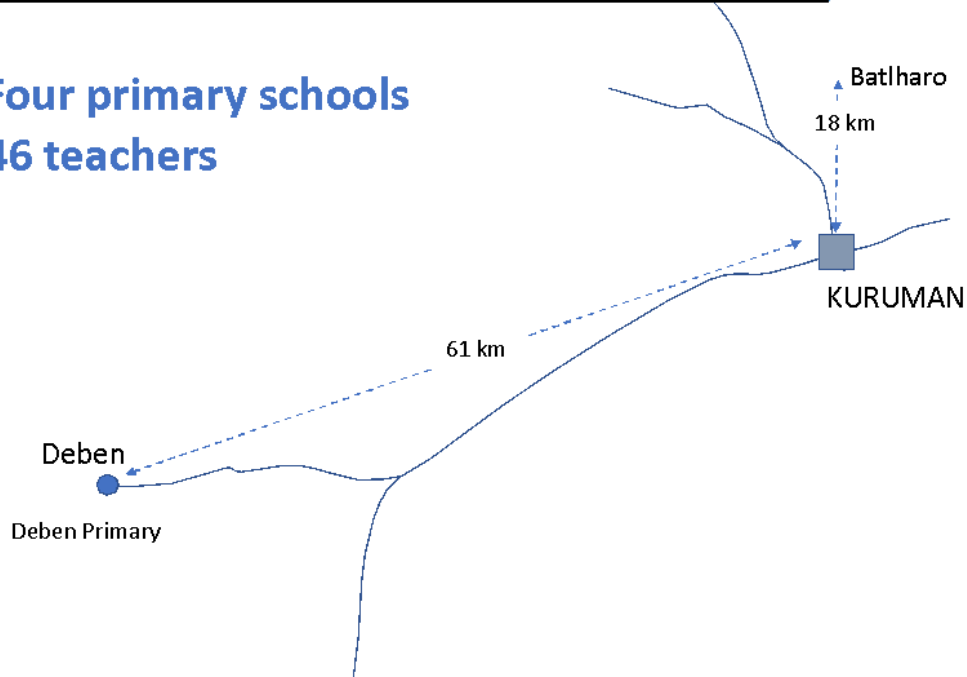 Four primary schools
46 teachers
Batlharo
18 km
KURUMAN
61 km
Deben
Deben Primary